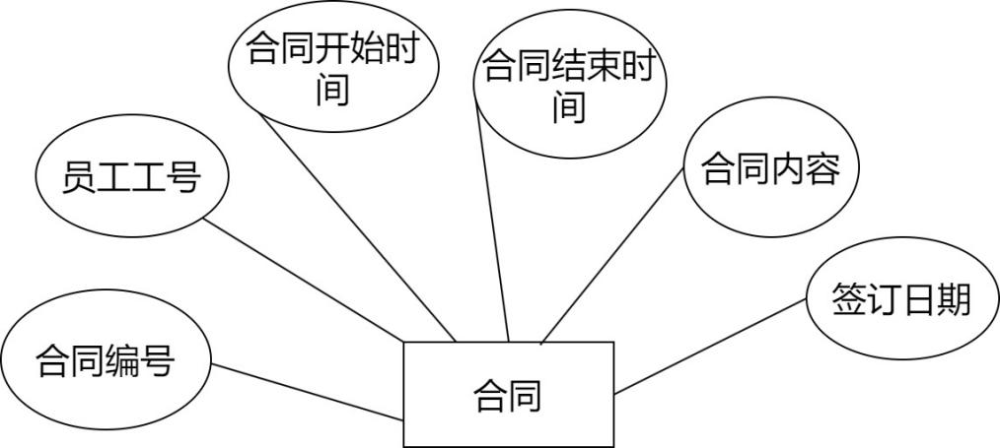 合同开始时
间
合同结束时
间
员工工号
合同内容
签订日期
合同编号
合同